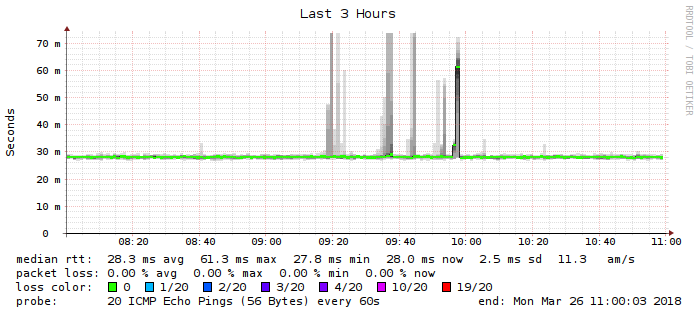 Last 3 Hours
RRDTOOL / TOBI OETIKER
Seconds
70 m
60 m
50 m
40 m
30 m
20 m
10 m
0
08:20 08:40 09:00 09:20 09:40 10:00 10:20 10:40 11:00
median rtt: 28.3 ms avg 61.3 ms max 27.8 ms min 28.0 ms now 2.5 ms sd 11.3 am/s
packet loss: 0.00 % avg 0.00 % max 0.00 % min 0.00 % now
loss color: 0 1/20 2/20 3/20 4/20 10/20 19/20
probe: 20 ICMP Echo Pings (56 Bytes) every 60s end: Mon Mar 26 11:00:03 2018